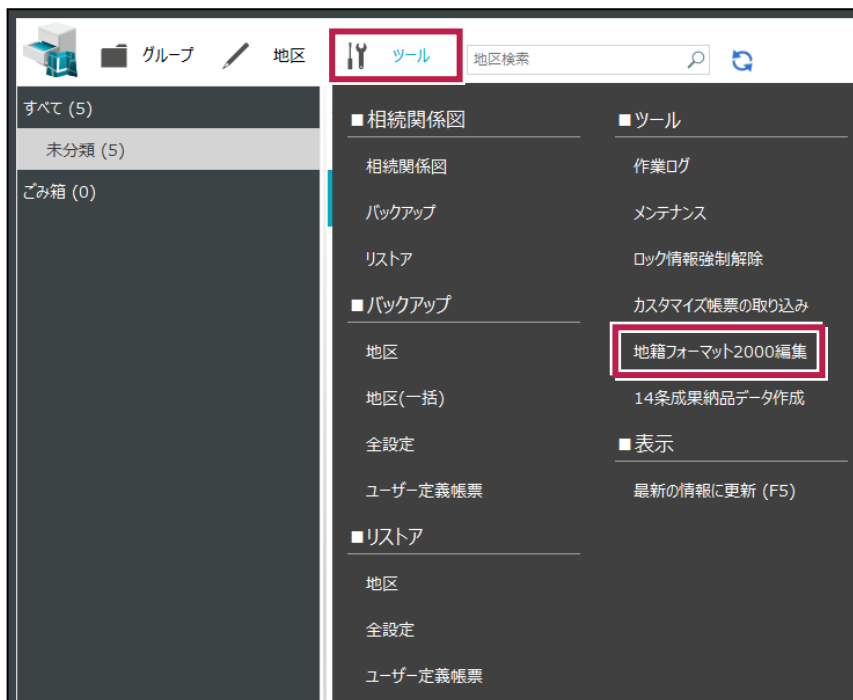 グループ
地区
ツール
地区検索
すべて (5)
未分類 (5)
ごみ箱 (0)
■相続関係図
相続関係図
バックアップ
リストア
■バックアップ
地区
地区(一括)
全設定
ユーザー定義帳票
■リストア
地区
全設定
ユーザー定義帳票
■ツール
作業ログ
メンテナンス
ロック情報強制解除
カスタマイズ帳票の取り込み
地籍フォーマット2000編集
14条成果納品データ作成
■表示
最新の情報に更新 (F5)